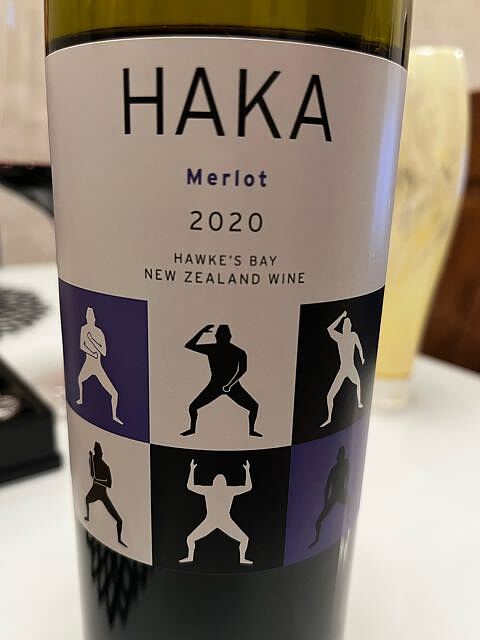 HAKA
Merlot
2020
HAWKE'S BAY
NEW ZEALAND WINE